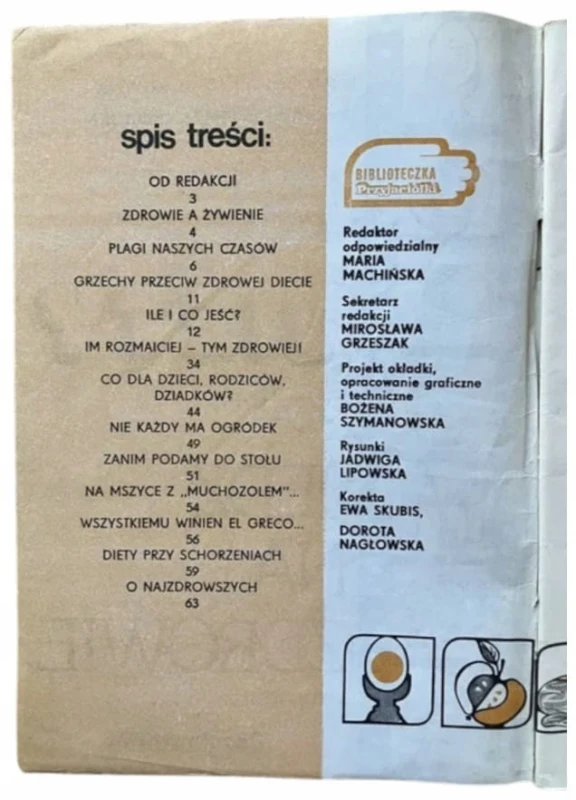 spis treści:
OD REDAKCJI
3
ZDROWIE A ŻYWIENIE
4
PLAGI NASZYCH CZASÓW
6
GRZECHY PRZECIW ZDROWEJ DIECIE
11
ILE I CO JEŚĆ?
12
IM ROZMAICIEJ – TYM ZDROWIEJ!
34
CO DLA DZIECI, RODZICÓW,
DZIADKÓW?
44
NIE KAŻDY MA OGRÓDEK
49
ZANIM PODAMY DO STOŁU
51
NA MSZYCE Z „MUCHOZOLEM"...
54
WSZYSTKIEMU WINIEN EL GRECO...
56
DIETY PRZY SCHORZENIACH
59
O NAJZDROWSZYCH
63
BIBLIOTECZKA
Przyjaciółki
Redaktor
odpowiedzialny
MARIA
MACHIŃSKA
Sekretarz
redakcji
MIROSŁAWA
GRZESZAK
Projekt okładki,
opracowanie graficzne
i techniczne
BOŻENA
SZYMANOWSKA
Rysunki
JADWIGA
LIPOWSKA
Korekta
EWA SKUBIS,
DOROTA
NAGŁOWSKA